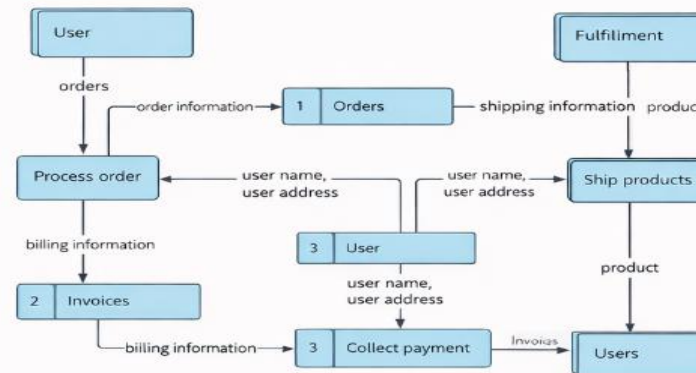 User
Fulfillment
orders
order information
1 Orders
shipping information
Process order
user name,
user address
user name,
user address
Ship products
billing information
3 User
product
2 Invoices
user name,
user address
billing information
3 Collect payment
Users